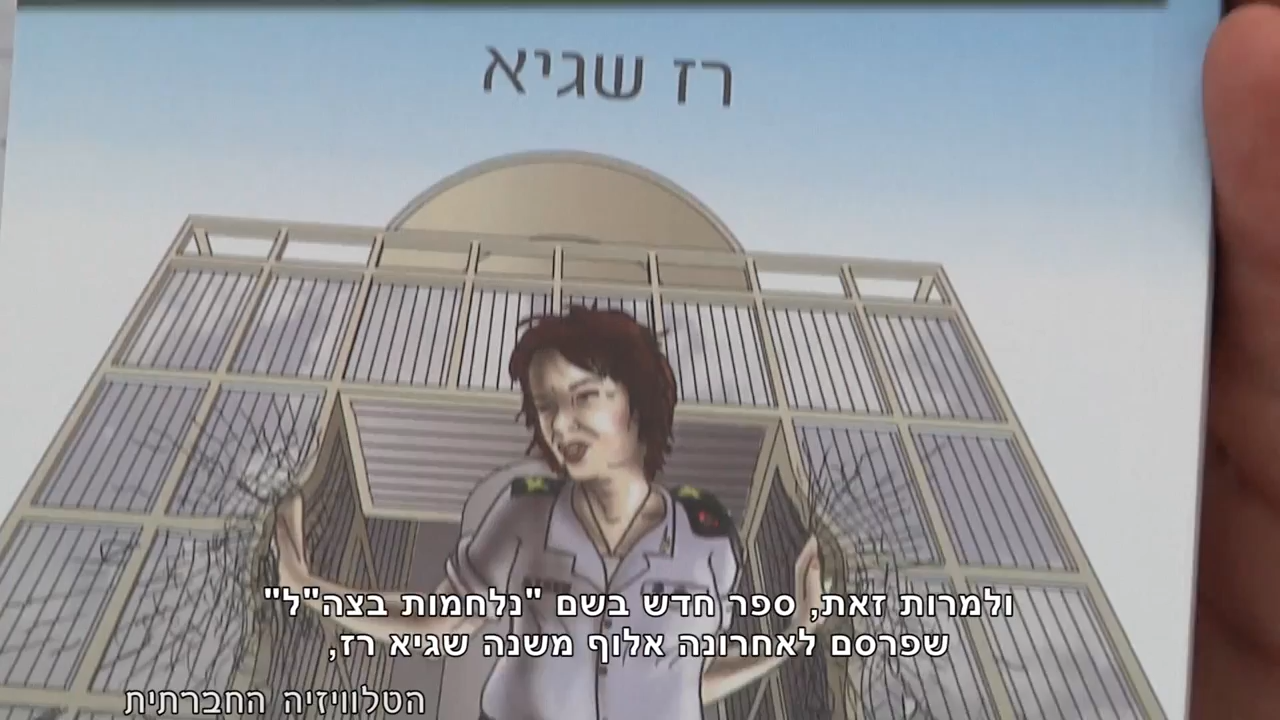 רז שגיא
ולמרות זאת, ספר חדש בשם "נלחמות בצה"ל"
שפרסם לאחרונה אלוף משנה שגיא רז,
הטלוויזיה החברתית